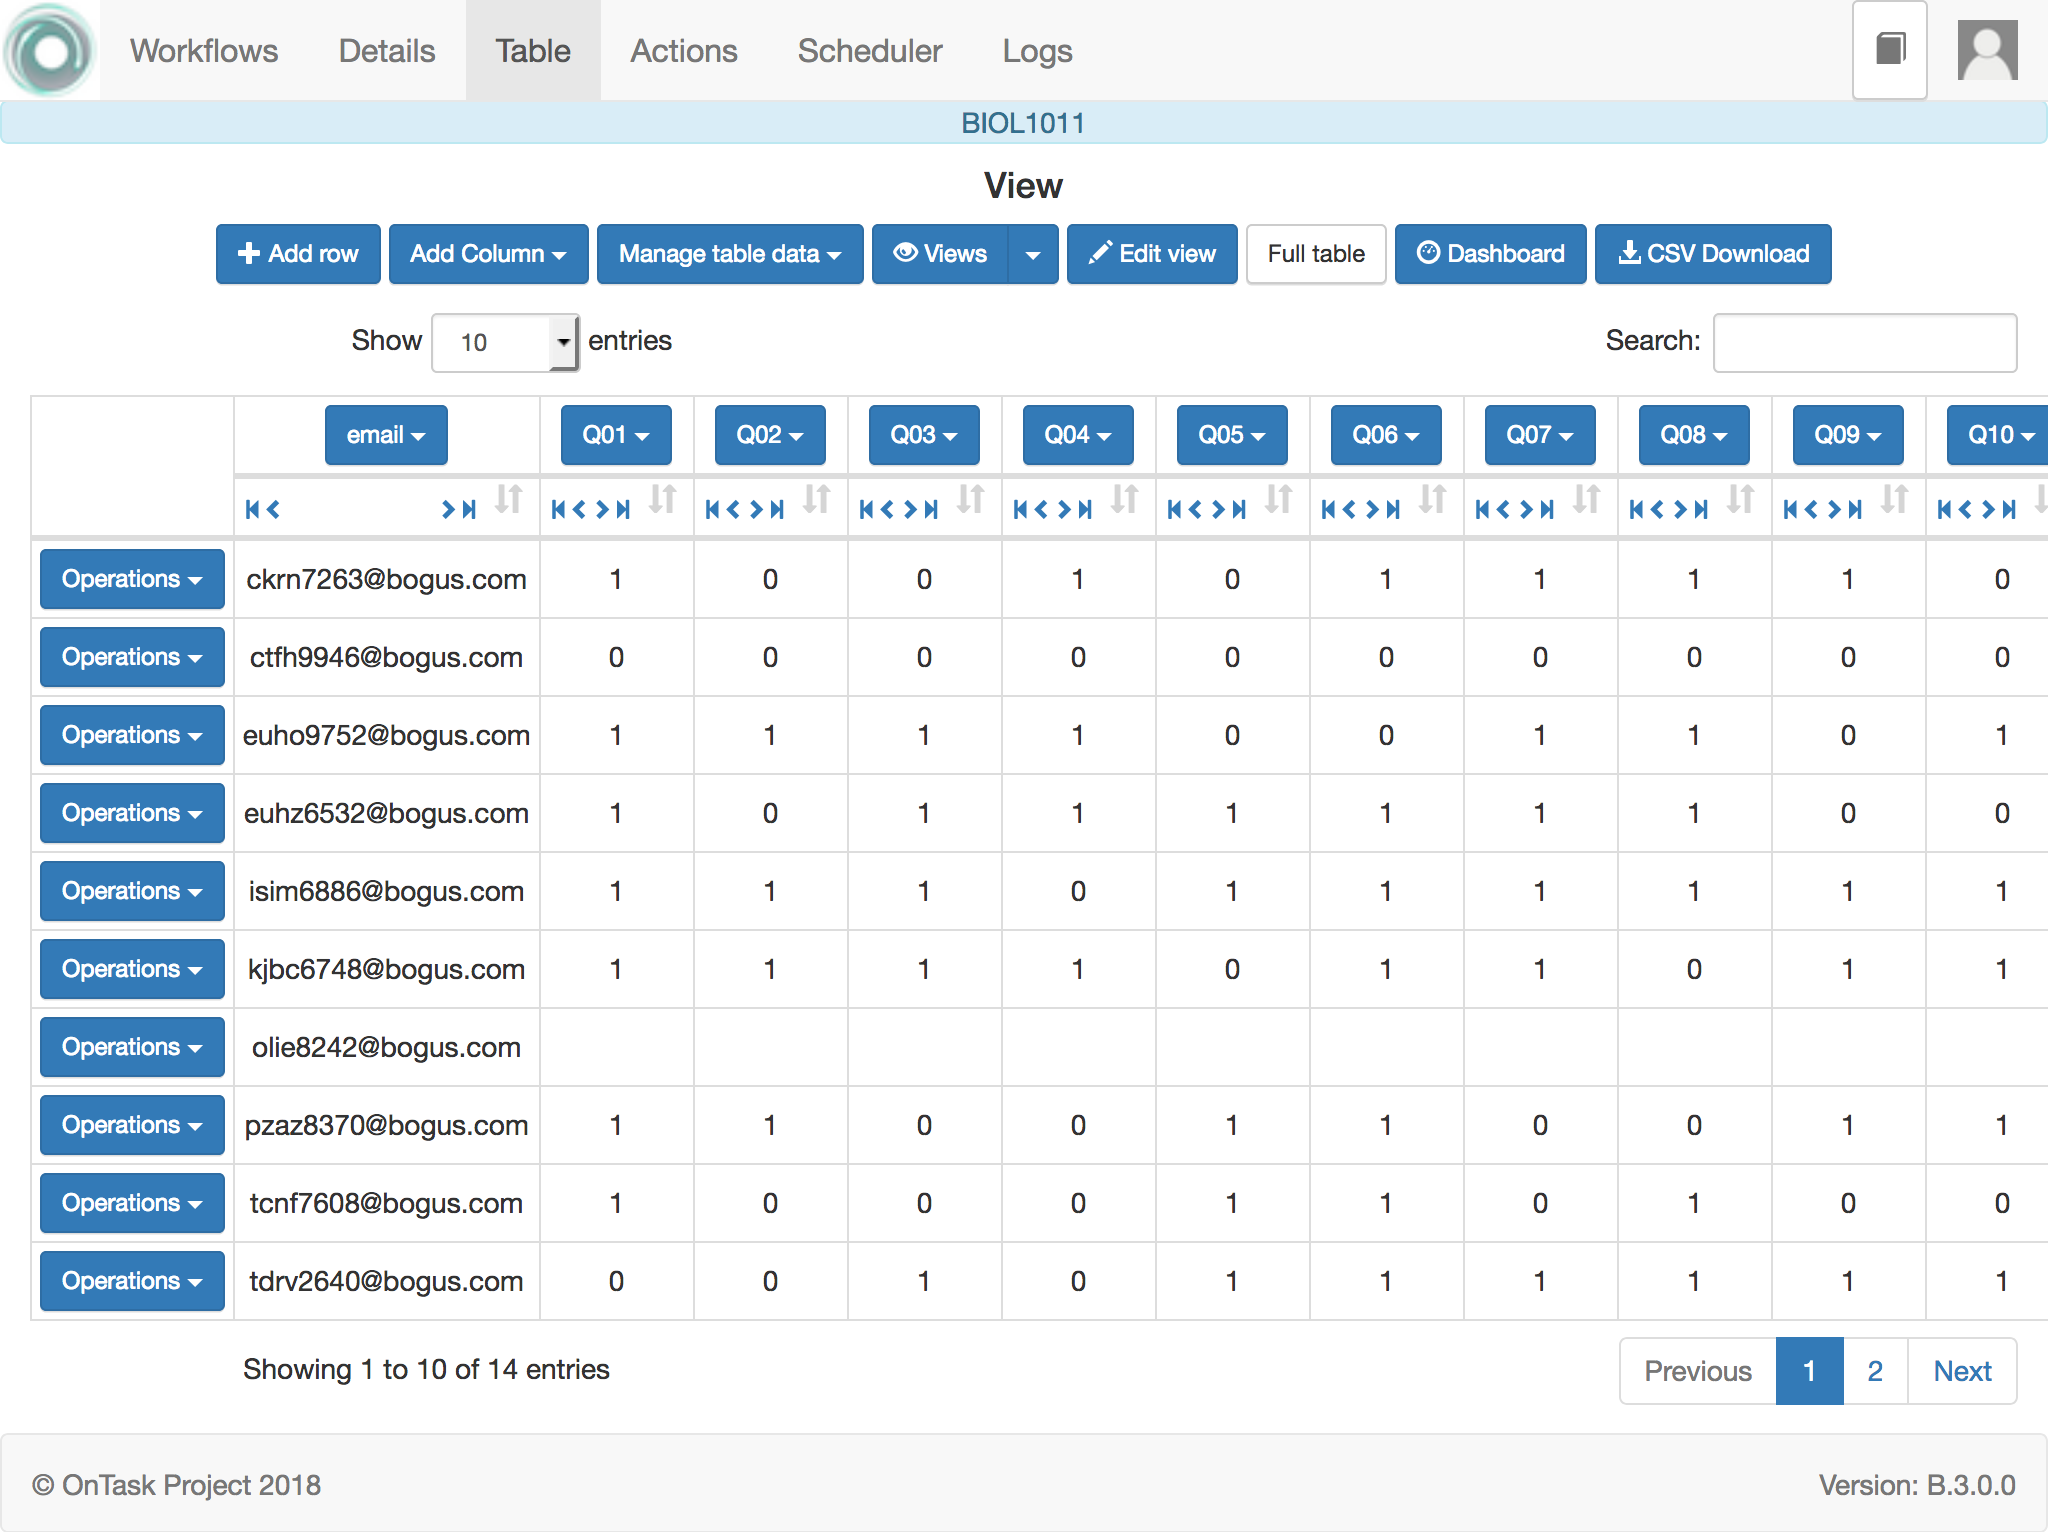 Workflows Details Table Actions Scheduler Logs
BIOL1011
View
Add row Add Column Manage table data Views Edit view Full table Dashboard CSV Download
Show 10 entries Search:
email Q01 Q02 Q03 Q04 Q05 Q06 Q07 Q08 Q09 Q10
Operations ckrn7263@bogus.com 1 0 0 1 0 1 1 1 1 0
Operations ctfh9946@bogus.com 0 0 0 0 0 0 0 0 0 0
Operations euho9752@bogus.com 1 1 1 1 0 0 1 1 0 1
Operations euhz6532@bogus.com 1 0 1 1 1 1 1 1 0 0
Operations isim6886@bogus.com 1 1 1 0 1 1 1 1 1 1
Operations kjbc6748@bogus.com 1 1 1 1 0 1 1 0 1 1
Operations olie8242@bogus.com
Operations pzaz8370@bogus.com 1 1 0 0 1 1 0 0 1 1
Operations tcnf7608@bogus.com 1 0 0 0 1 1 0 1 0 0
Operations tdrv2640@bogus.com 0 0 1 0 1 1 1 1 1 1
Showing 1 to 10 of 14 entries Previous 1 2 Next
© OnTask Project 2018 Version: B.3.0.0